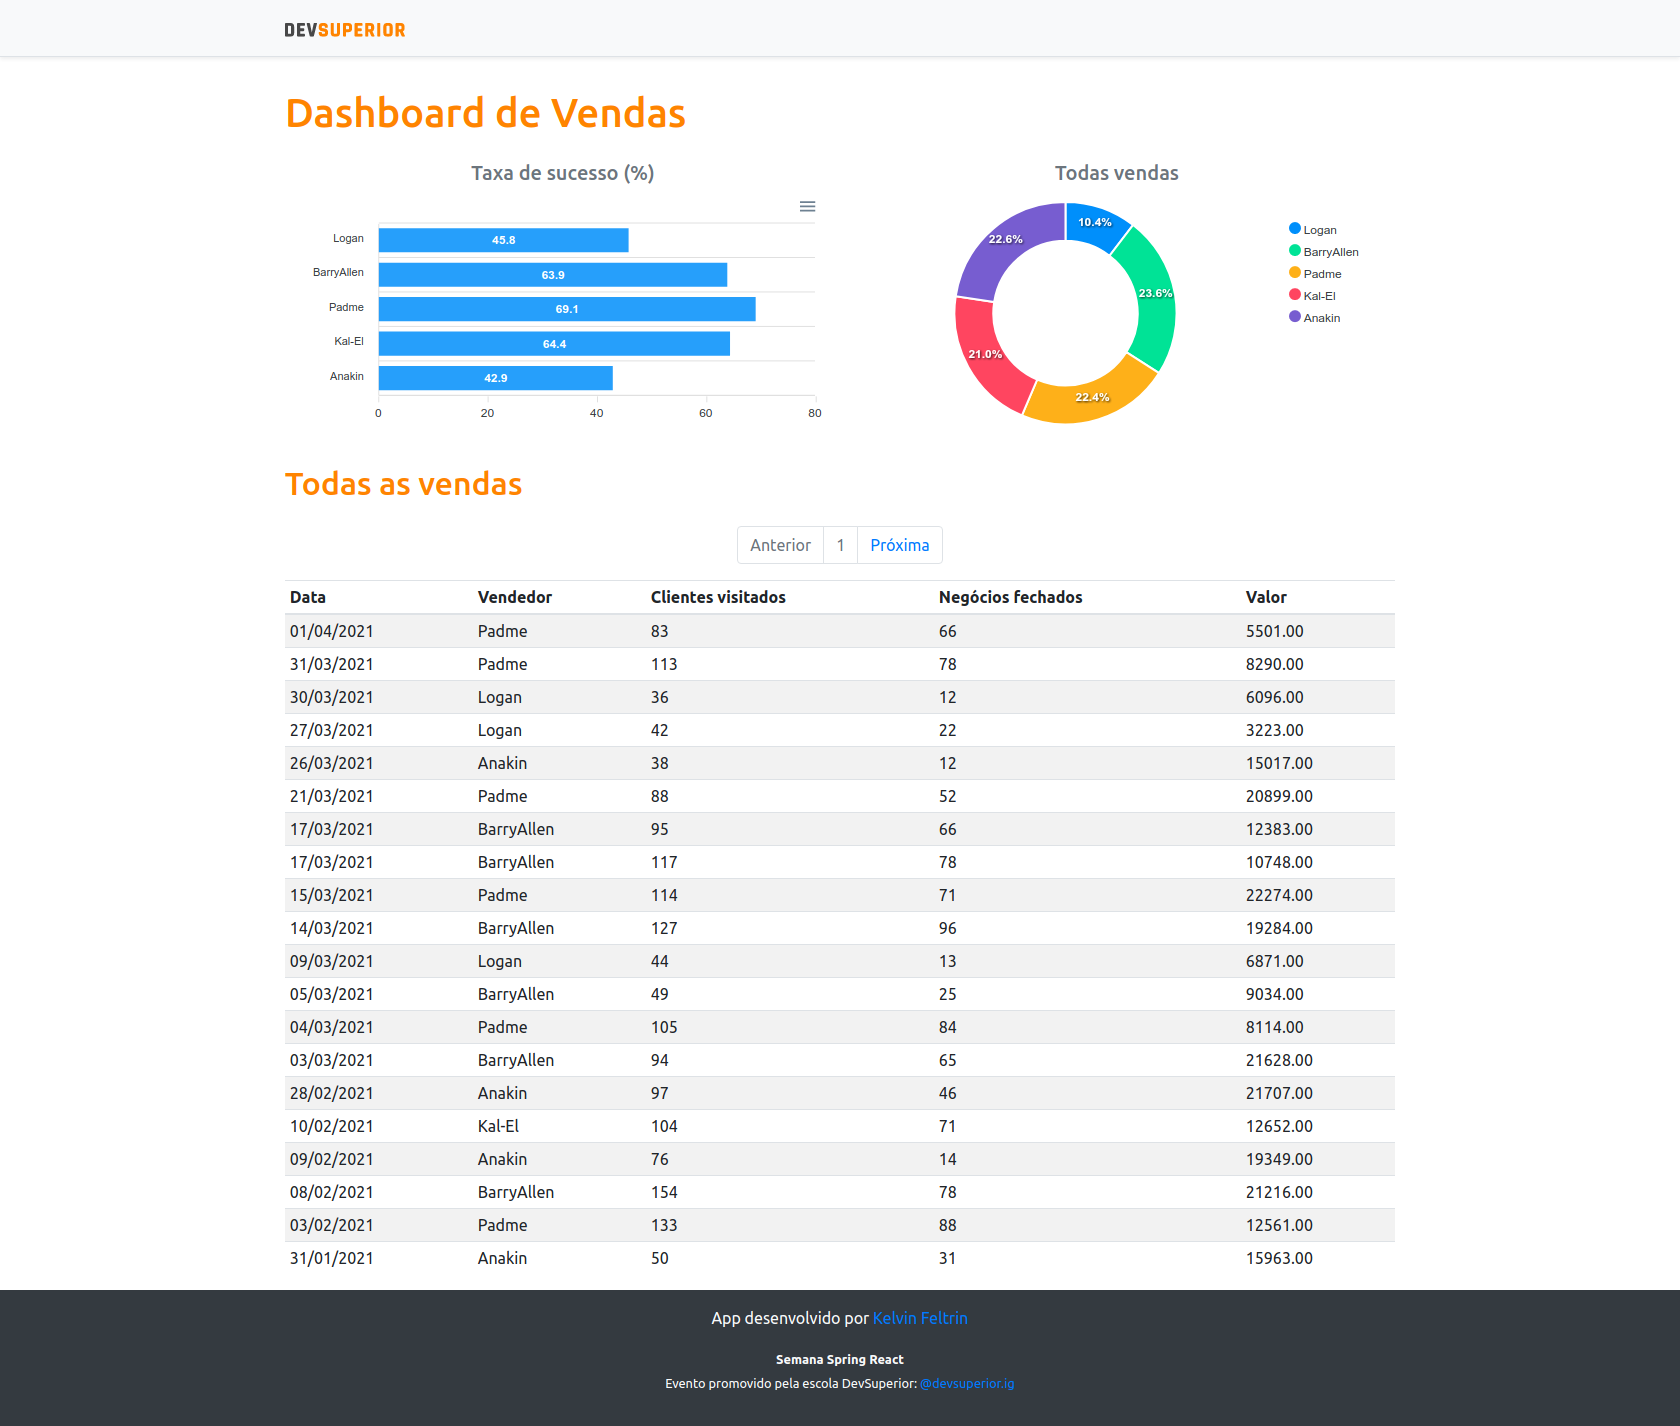 DEVSUPERIOR
Dashboard de Vendas
Taxa de sucesso (%)
Logan 45.8
BarryAllen 63.9
Padme 69.1
Kal-El 64.4
Anakin 42.9
0 20 40 60 80
Todas vendas
10.4%
23.6%
22.4%
21.0%
22.6%
Logan
BarryAllen
Padme
Kal-El
Anakin
Todas as vendas
Anterior 1 Próxima
Data Vendedor Clientes visitados Negócios fechados Valor
01/04/2021 Padme 83 66 5501.00
31/03/2021 Padme 113 78 8290.00
30/03/2021 Logan 36 12 6096.00
27/03/2021 Logan 42 22 3223.00
26/03/2021 Anakin 38 12 15017.00
21/03/2021 Padme 88 52 20899.00
17/03/2021 BarryAllen 95 66 12383.00
17/03/2021 BarryAllen 117 78 10748.00
15/03/2021 Padme 114 71 22274.00
14/03/2021 BarryAllen 127 96 19284.00
09/03/2021 Logan 44 13 6871.00
05/03/2021 BarryAllen 49 25 9034.00
04/03/2021 Padme 105 84 8114.00
03/03/2021 BarryAllen 94 65 21628.00
28/02/2021 Anakin 97 46 21707.00
10/02/2021 Kal-El 104 71 12652.00
09/02/2021 Anakin 76 14 19349.00
08/02/2021 BarryAllen 154 78 21216.00
03/02/2021 Padme 133 88 12561.00
31/01/2021 Anakin 50 31 15963.00
App desenvolvido por Kelvin Feltrin
Semana Spring React
Evento promovido pela escola DevSuperior: @devsuperior.ig